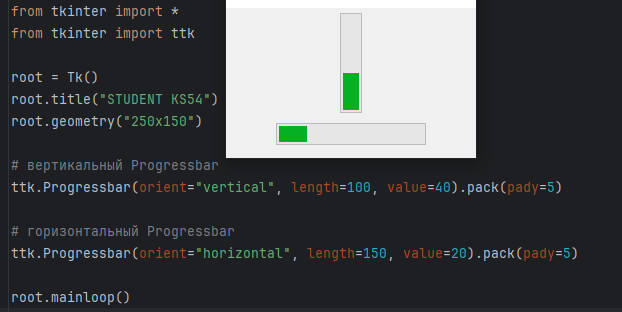 from tkinter import *
from tkinter import ttk
root = Tk()
root.title("STUDENT KS54")
root.geometry("250x150")
# вертикальный Progressbar
ttk.Progressbar(orient="vertical", length=100, value=40).pack(pady=5)
# горизонтальный Progressbar
ttk.Progressbar(orient="horizontal", length=150, value=20).pack(pady=5)
root.mainloop()